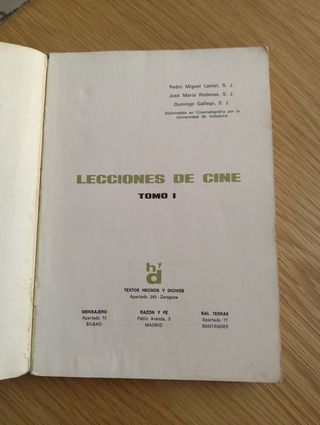 Pedro Miguel Lamet, S. J.
José María Ródenas, S. J.
Domingo Gallego, S. J.
Diplomados en Cinematografía por la
Universidad de Valladolid
LECCIONES DE CINE
TOMO I
h y d
TEXTOS HECHOS Y DICHOS
Apartado 243 - Zaragoza
MENSAJERO
Apartado 73
BILBAO
RAZON Y FE
Pablo Aranda, 3
MADRID
SAL TERRAE
Apartado 77
SANTANDER